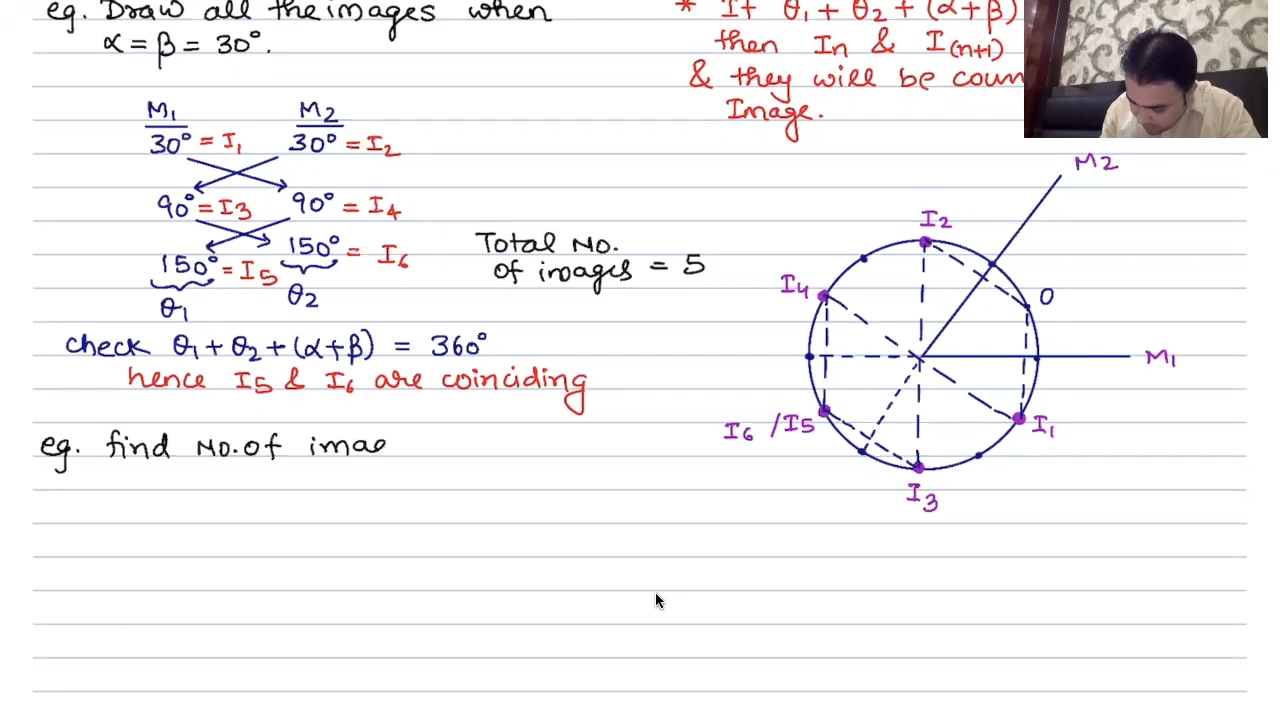 eg. Draw all the images when
α = β = 30°.
* If θ1 + θ2 + (α+β)
then In & I(n+1)
& they will be coun
Image.
M1 M2
30° = I1 30° = I2
90° = I3 90° = I4
150° = I5 150° = I6
θ1 θ2
Total No.
of images = 5
check θ1 + θ2 + (α+β) = 360°
hence I5 & I6 are coinciding
eg. find No. of imag
M2
I2
O
I4
M1
I6 / I5
I1
I3